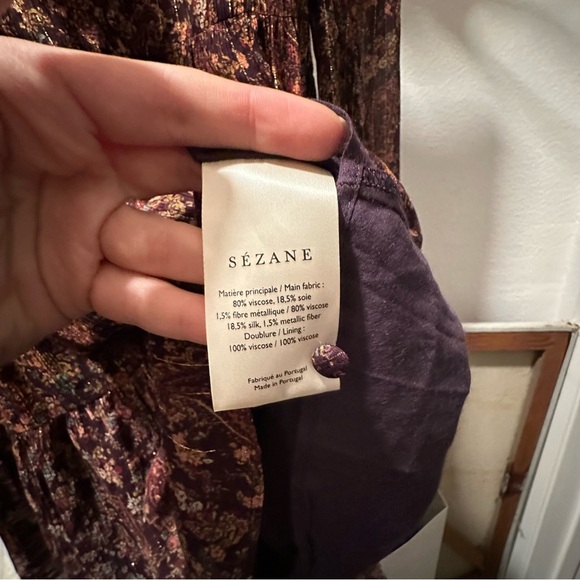 SÉZANE
Matière principale / Main fabric :
80% viscose, 18,5% soie
1,5% fibre métallique / 80% viscose
18,5% silk, 1,5% metallic fiber
Doublure / Lining :
100% viscose / 100% viscose
Fabriqué au Portugal
Made in Portugal